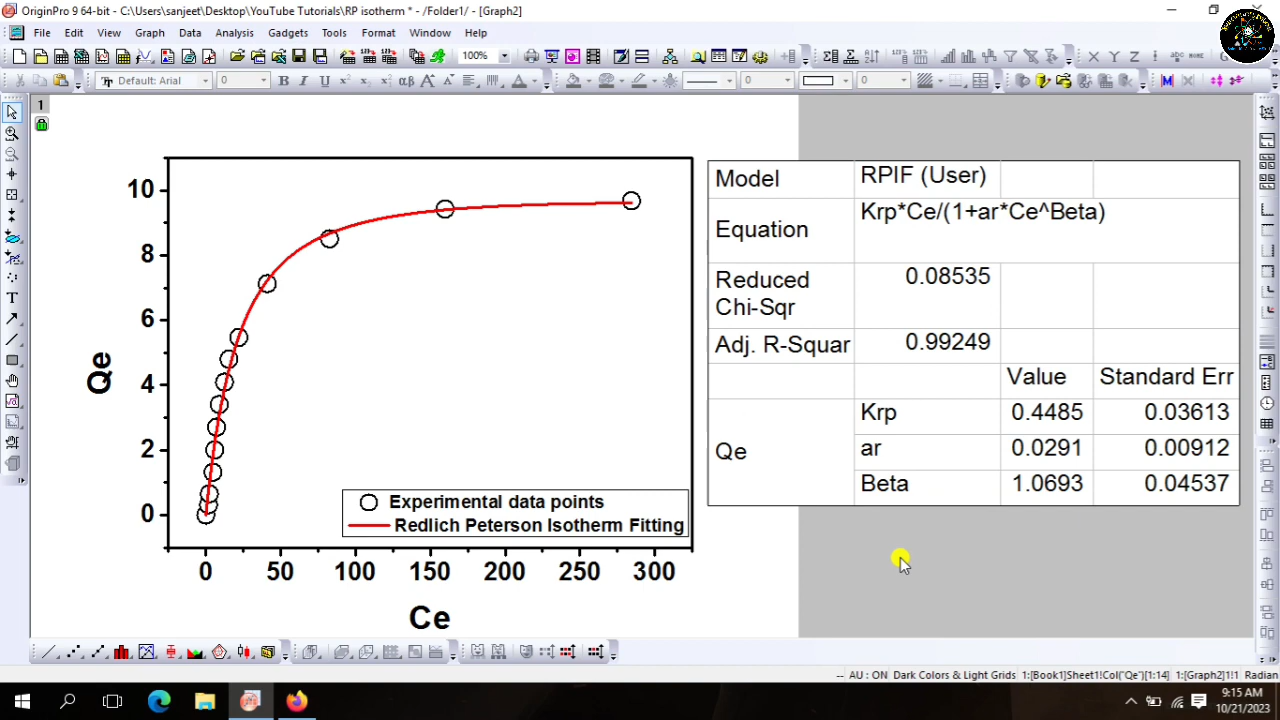 OriginPro 9 64-bit - C:\Users\sanjeet\Desktop\YouTube Tutorials\RP isotherm * - /Folder1/ - [Graph2]
File Edit View Graph Data Analysis Gadgets Tools Format Window Help
100%
Default: Arial 0 B I U αβ A A A 0 0
1
Qe
10
8
6
4
2
0
Experimental data points
Redlich Peterson Isotherm Fitting
0 50 100 150 200 250 300
Ce
Model RPIF (User)
Equation Krp*Ce/(1+ar*Ce^Beta)
Reduced Chi-Sqr 0.08535
Adj. R-Squar 0.99249
Value Standard Err
Qe Krp 0.4485 0.03613
ar 0.0291 0.00912
Beta 1.0693 0.04537
-- AU : ON Dark Colors & Light Grids 1:[Book1]Sheet1!Col("Qe")[1:14] 1:[Graph2]1!1 Radian
9:15 AM
10/21/2023